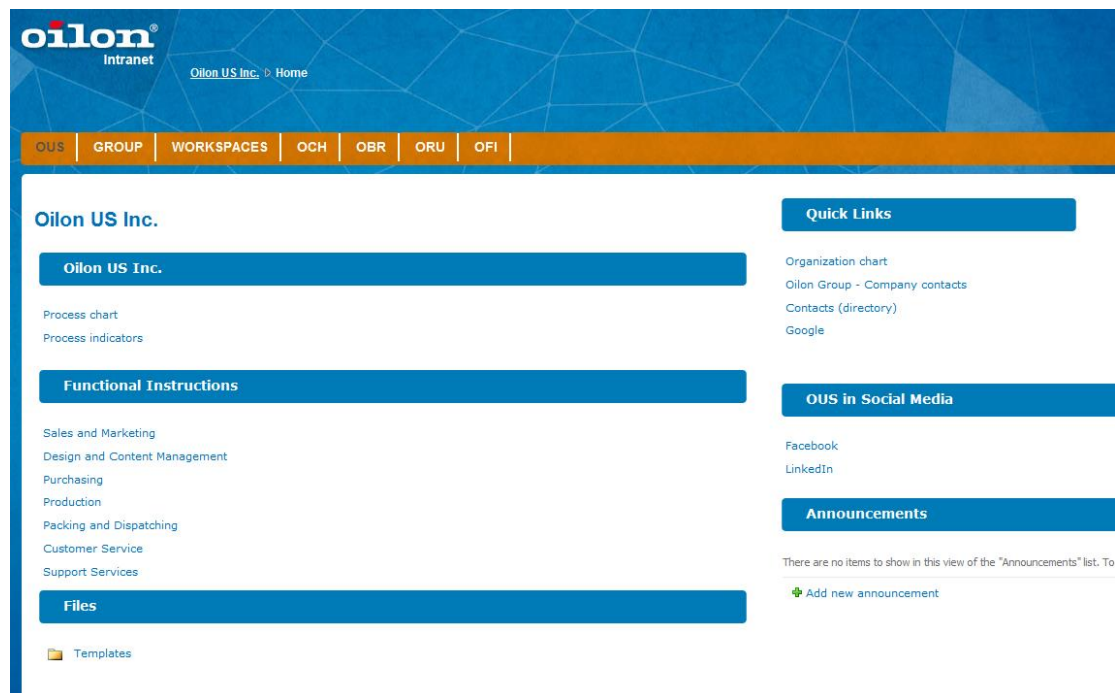 oilon®
Intranet
Oilon US Inc. ▷ Home
OUS GROUP WORKSPACES OCH OBR ORU OFI
Oilon US Inc.
Oilon US Inc.
Process chart
Process indicators
Functional Instructions
Sales and Marketing
Design and Content Management
Purchasing
Production
Packing and Dispatching
Customer Service
Support Services
Files
Templates
Quick Links
Organization chart
Oilon Group - Company contacts
Contacts (directory)
Google
OUS in Social Media
Facebook
LinkedIn
Announcements
There are no items to show in this view of the "Announcements" list. To
Add new announcement